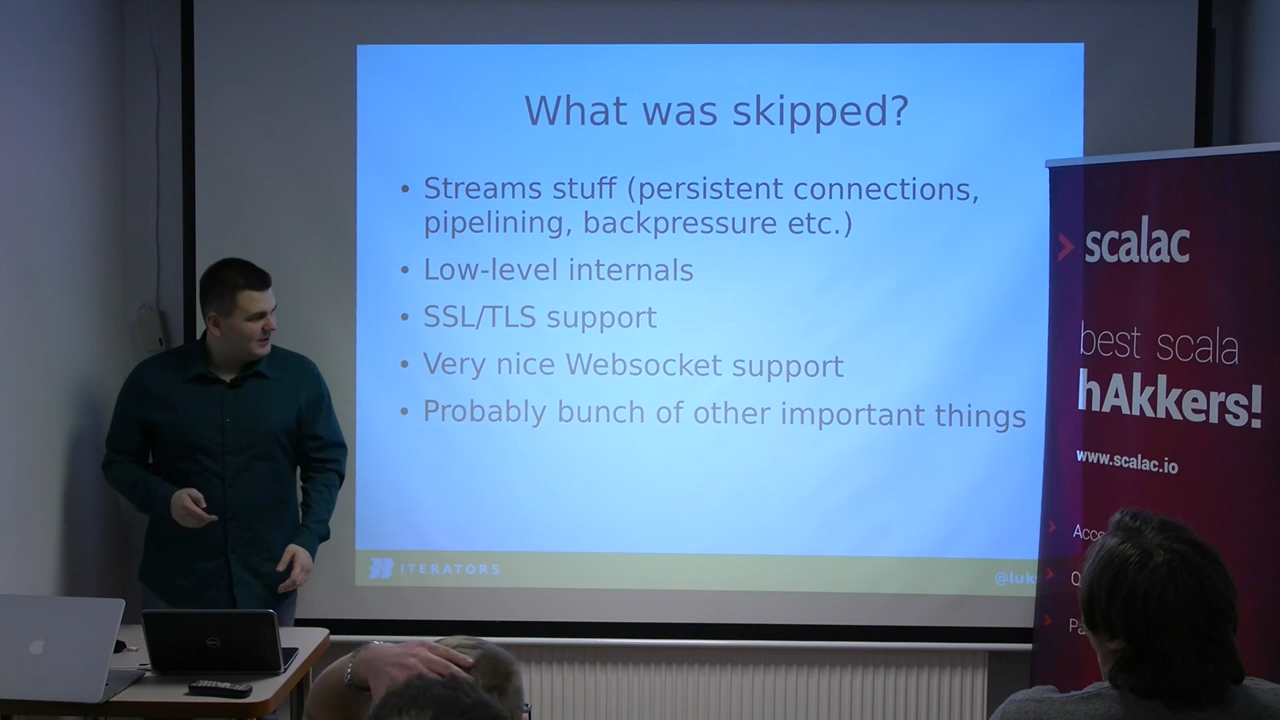 What was skipped?
• Streams stuff (persistent connections,
pipelining, backpressure etc.)
• Low-level internals
• SSL/TLS support
• Very nice Websocket support
• Probably bunch of other important things
ITERATORS
scalac
best scala
hAkkers!
www.scalac.io